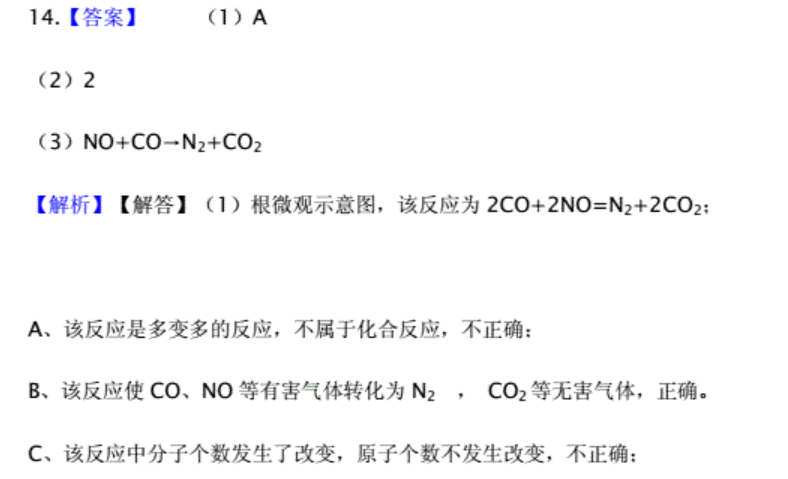 14.【答案】 （1）A
（2）2
（3）NO+CO→N₂+CO₂
【解析】【解答】（1）根微观示意图，该反应为 2CO+2NO=N₂+2CO₂；
A、该反应是多变多的反应，不属于化合反应，不正确；
B、该反应使 CO、NO 等有害气体转化为 N₂ ， CO₂ 等无害气体，正确。
C、该反应中分子个数发生了改变，原子个数不发生改变，不正确；